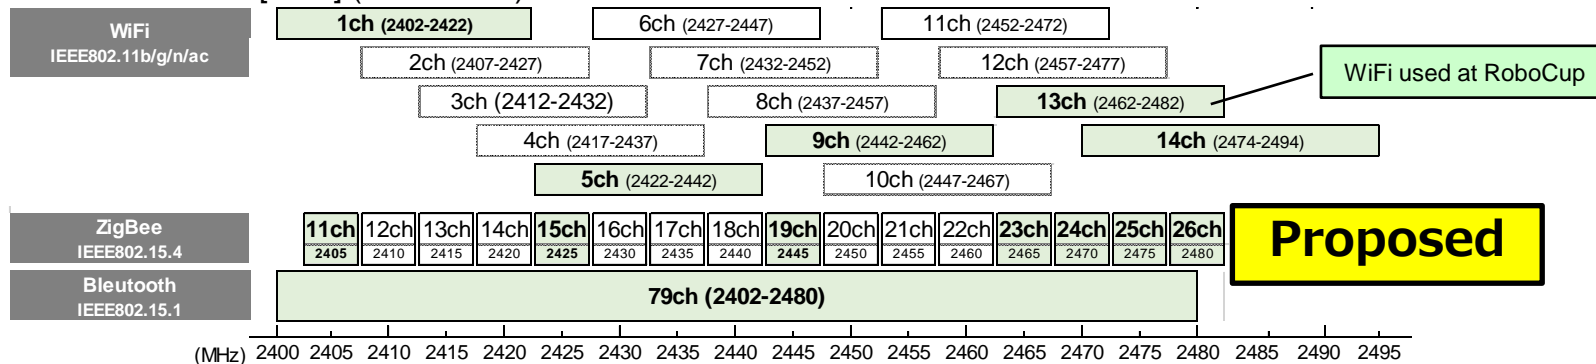 WiFi
IEEE802.11b/g/n/ac
1ch (2402-2422)
6ch (2427-2447)
11ch (2452-2472)
2ch (2407-2427)
7ch (2432-2452)
12ch (2457-2477)
WiFi used at RoboCup
3ch (2412-2432)
8ch (2437-2457)
13ch (2462-2482)
4ch (2417-2437)
9ch (2442-2462)
14ch (2474-2494)
5ch (2422-2442)
10ch (2447-2467)
ZigBee
IEEE802.15.4
11ch 12ch 13ch 14ch 15ch 16ch 17ch 18ch 19ch 20ch 21ch 22ch 23ch 24ch 25ch 26ch
2405 2410 2415 2420 2425 2430 2435 2440 2445 2450 2455 2460 2465 2470 2475 2480
Proposed
Bleutooth
IEEE802.15.1
79ch (2402-2480)
(MHz) 2400 2405 2410 2415 2420 2425 2430 2435 2440 2445 2450 2455 2460 2465 2470 2475 2480 2485 2490 2495